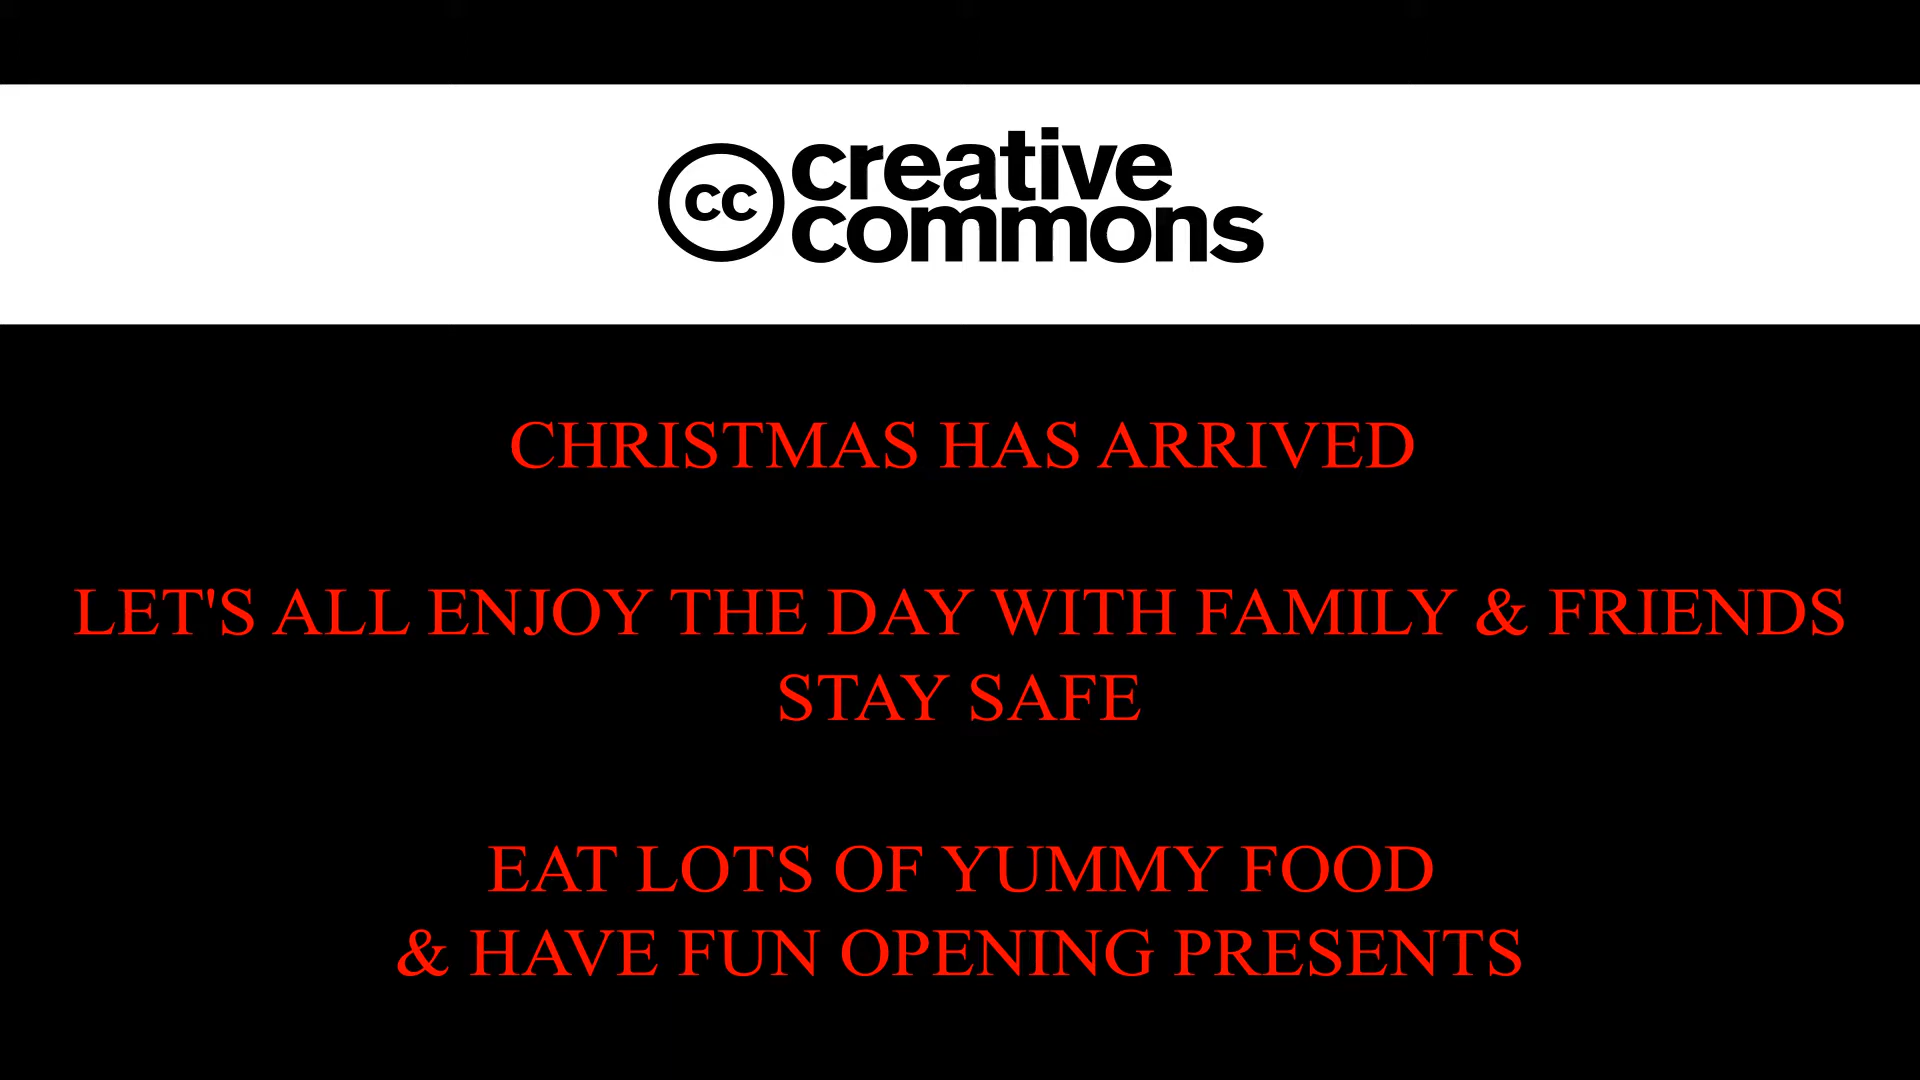 cc creative
commons
CHRISTMAS HAS ARRIVED
LET'S ALL ENJOY THE DAY WITH FAMILY & FRIENDS
STAY SAFE
EAT LOTS OF YUMMY FOOD
& HAVE FUN OPENING PRESENTS